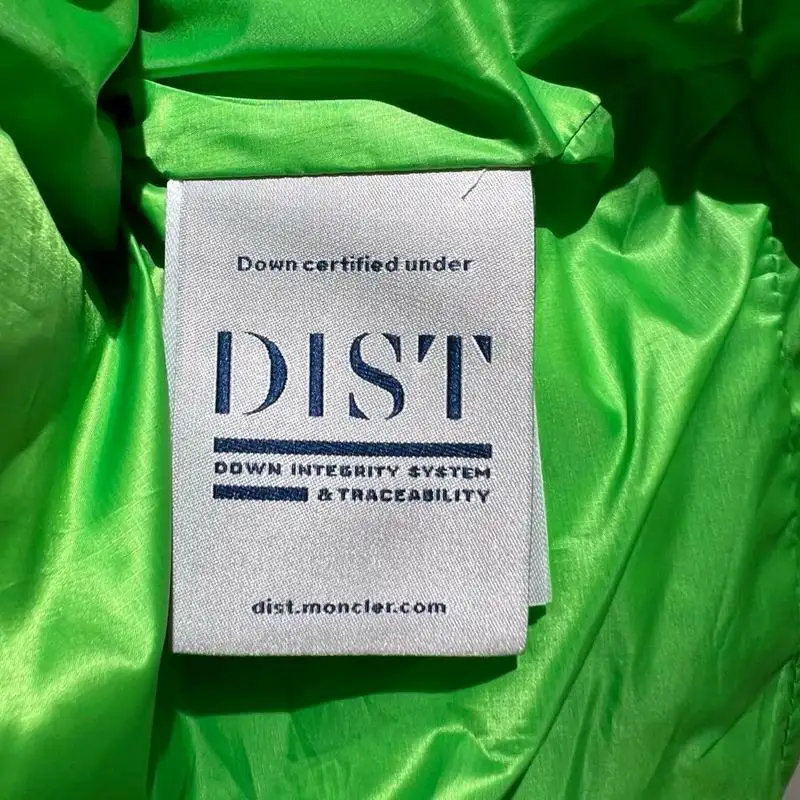 Down certified under
DIST
DOWN INTEGRITY SYSTEM
& TRACEABILITY
dist.moncler.com